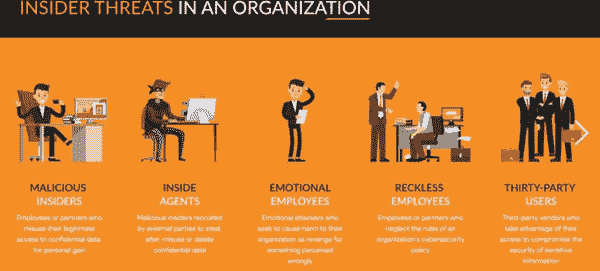 INSIDER THREATS IN AN ORGANIZATION
MALICIOUS
INSIDERS
Employees or partners who
misuse their legitimate
access to confidential data
for personal gain
INSIDE
AGENTS
Malicious insiders recruited
by external parties to steal
alter, misuse or delete
confidential data
EMOTIONAL
EMPLOYEES
Emotional attackers who
seek to cause harm to their
organization as revenge for
something perceived
wrongly
RECKLESS
EMPLOYEES
Employees or partners who
neglect the rules of an
organization's cybersecurity
policy
THIRTY-PARTY
USERS
Third-party vendors who
take advantage of their
access to compromise the
security of sensitive
information